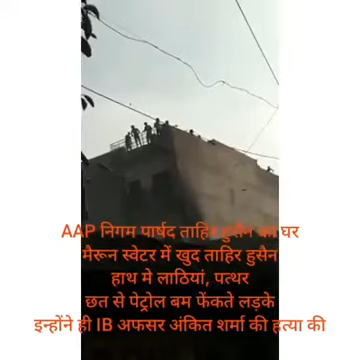 AAP निगम पार्षद ताहिर हुसैन का घर
मैरून स्वेटर में खुद ताहिर हुसैन
हाथ मे लाठियां, पत्थर
छत से पेट्रोल बम फेंकते लड़के
इन्होंने ही IB अफसर अंकित शर्मा की हत्या की